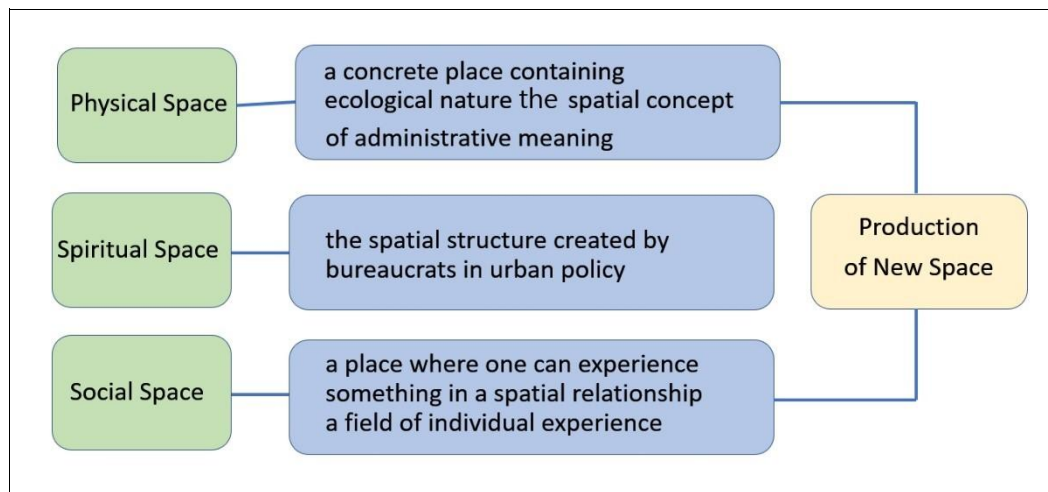 Physical Space
a concrete place containing
ecological nature the spatial concept
of administrative meaning
Spiritual Space
the spatial structure created by
bureaucrats in urban policy
Production
of New Space
Social Space
a place where one can experience
something in a spatial relationship
a field of individual experience